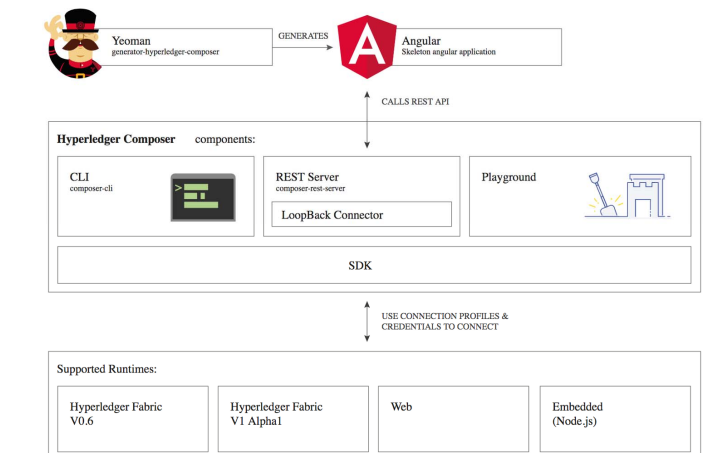 Yeoman
generator-hyperledger-composer
GENERATES
A
Angular
Skeleton angular application
CALLS REST API
Hyperledger Composer components:
CLI
composer-cli
>
REST Server
composer-rest-server
LoopBack Connector
Playground
SDK
USE CONNECTION PROFILES &
CREDENTIALS TO CONNECT
Supported Runtimes:
Hyperledger Fabric
V0.6
Hyperledger Fabric
V1 Alpha1
Web
Embedded
(Node.js)